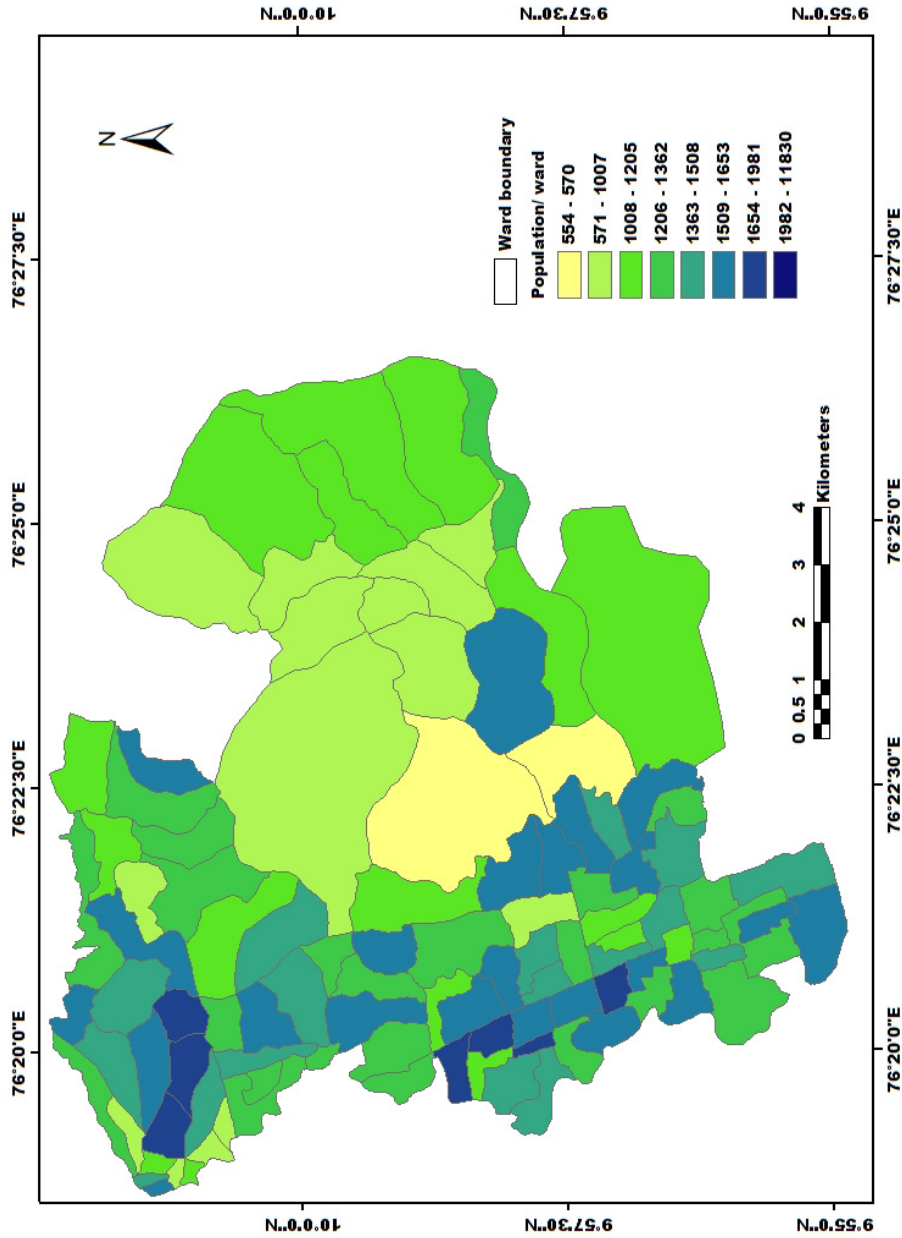 76°20'0"E 76°22'30"E 76°25'0"E 76°27'30"E
N
10°0'0"N 10°0'0"N
9°57'30"N 9°57'30"N
Ward boundary
Population/ ward
554 - 570
571 - 1007
1008 - 1205
1206 - 1362
1363 - 1508
1509 - 1653
1654 - 1981
1982 - 11830
0 0.5 1 2 3 4
Kilometers
9°55'0"N 9°55'0"N
76°20'0"E 76°22'30"E 76°25'0"E 76°27'30"E